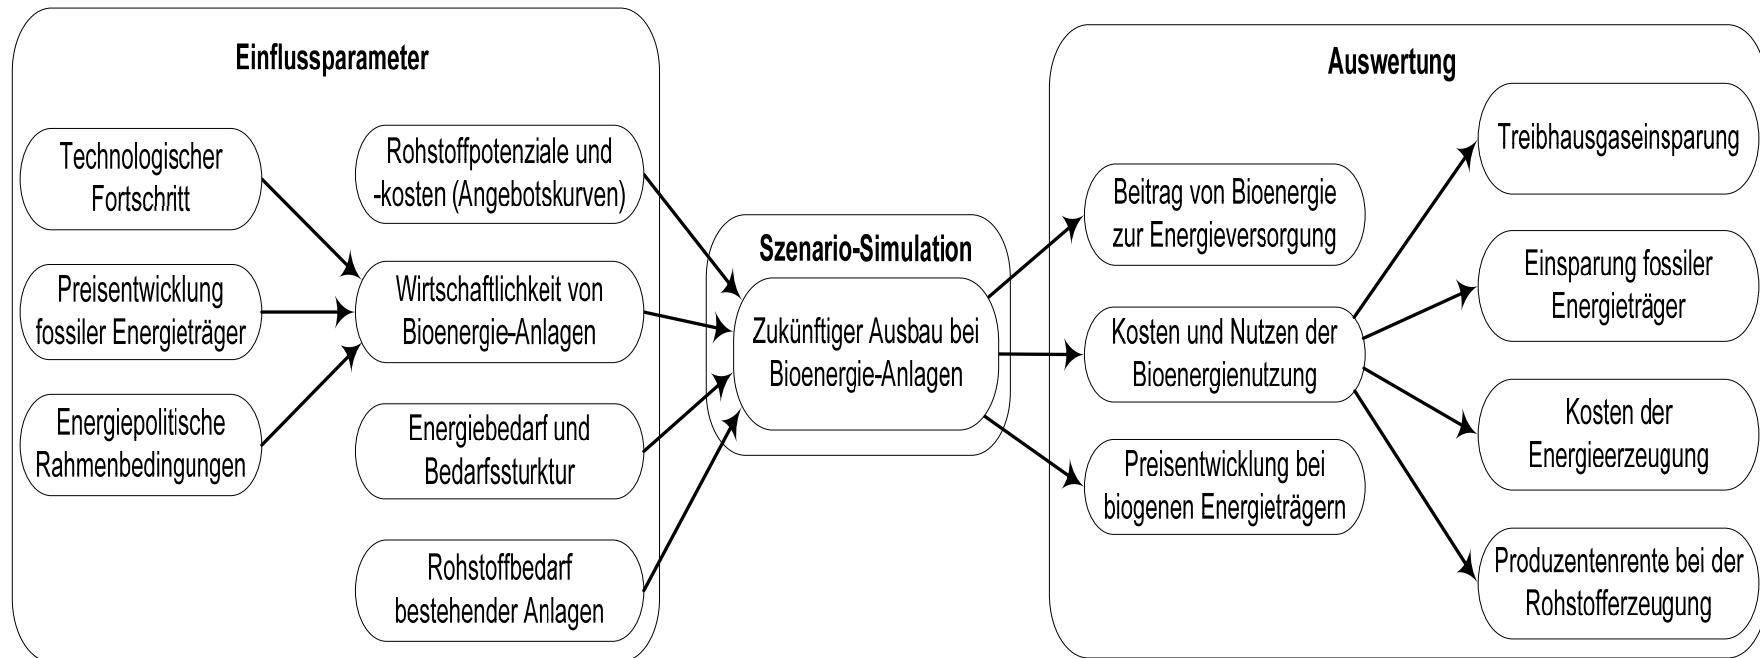 Einflussparameter
Technologischer
Fortschritt
Preisentwicklung
fossiler Energieträger
Energiepolitische
Rahmenbedingungen
Rohstoffpotenziale und
-kosten (Angebotskurven)
Wirtschaftlichkeit von
Bioenergie-Anlagen
Energiebedarf und
Bedarfssturktur
Rohstoffbedarf
bestehender Anlagen
Szenario-Simulation
Zukünftiger Ausbau bei
Bioenergie-Anlagen
Auswertung
Beitrag von Bioenergie
zur Energieversorgung
Kosten und Nutzen der
Bioenergienutzung
Preisentwicklung bei
biogenen Energieträgern
Treibhausgaseinsparung
Einsparung fossiler
Energieträger
Kosten der
Energieerzeugung
Produzentenrente bei der
Rohstofferzeugung